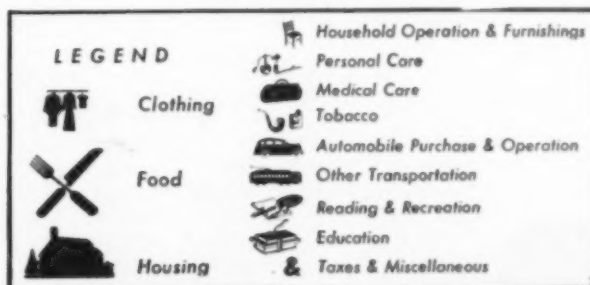 LEGEND
Clothing
Food
Housing
Household Operation & Furnishings
Personal Care
Medical Care
Tobacco
Automobile Purchase & Operation
Other Transportation
Reading & Recreation
Education
& Taxes & Miscellaneous